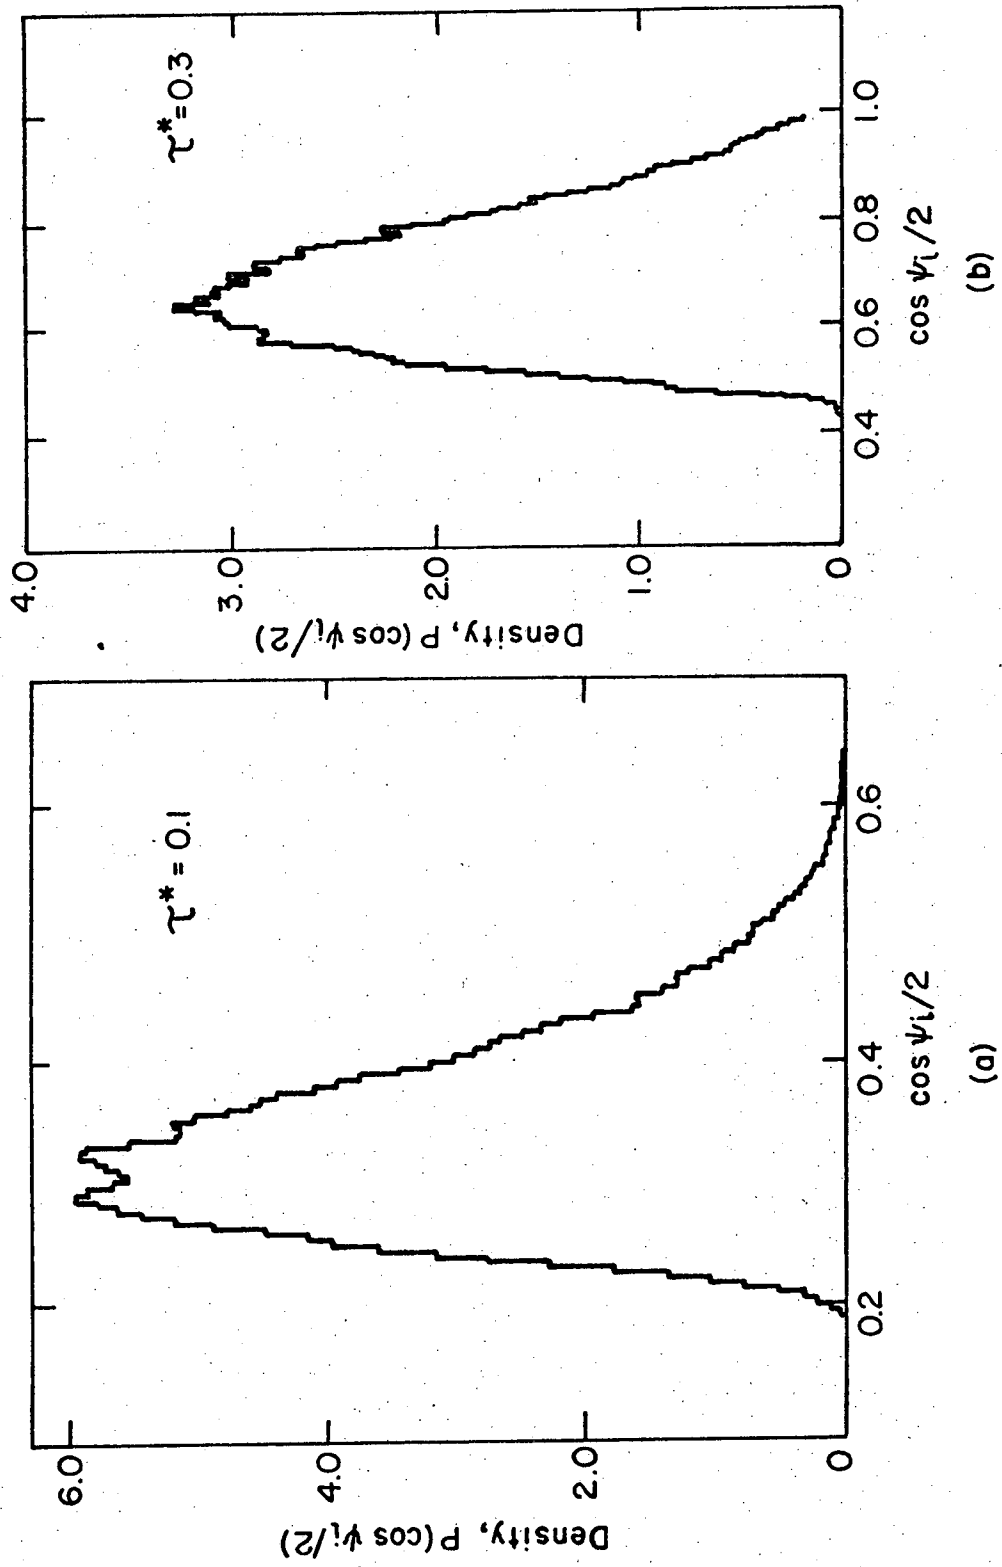 Density, P(cos ψi/2)
6.0
4.0
2.0
0
τ* = 0.1
0.2
0.4
0.6
cos ψi/2
(a)
Density, P(cos ψi/2)
4.0
3.0
2.0
1.0
0
τ* = 0.3
0.4
0.6
0.8
1.0
cos ψi/2
(b)